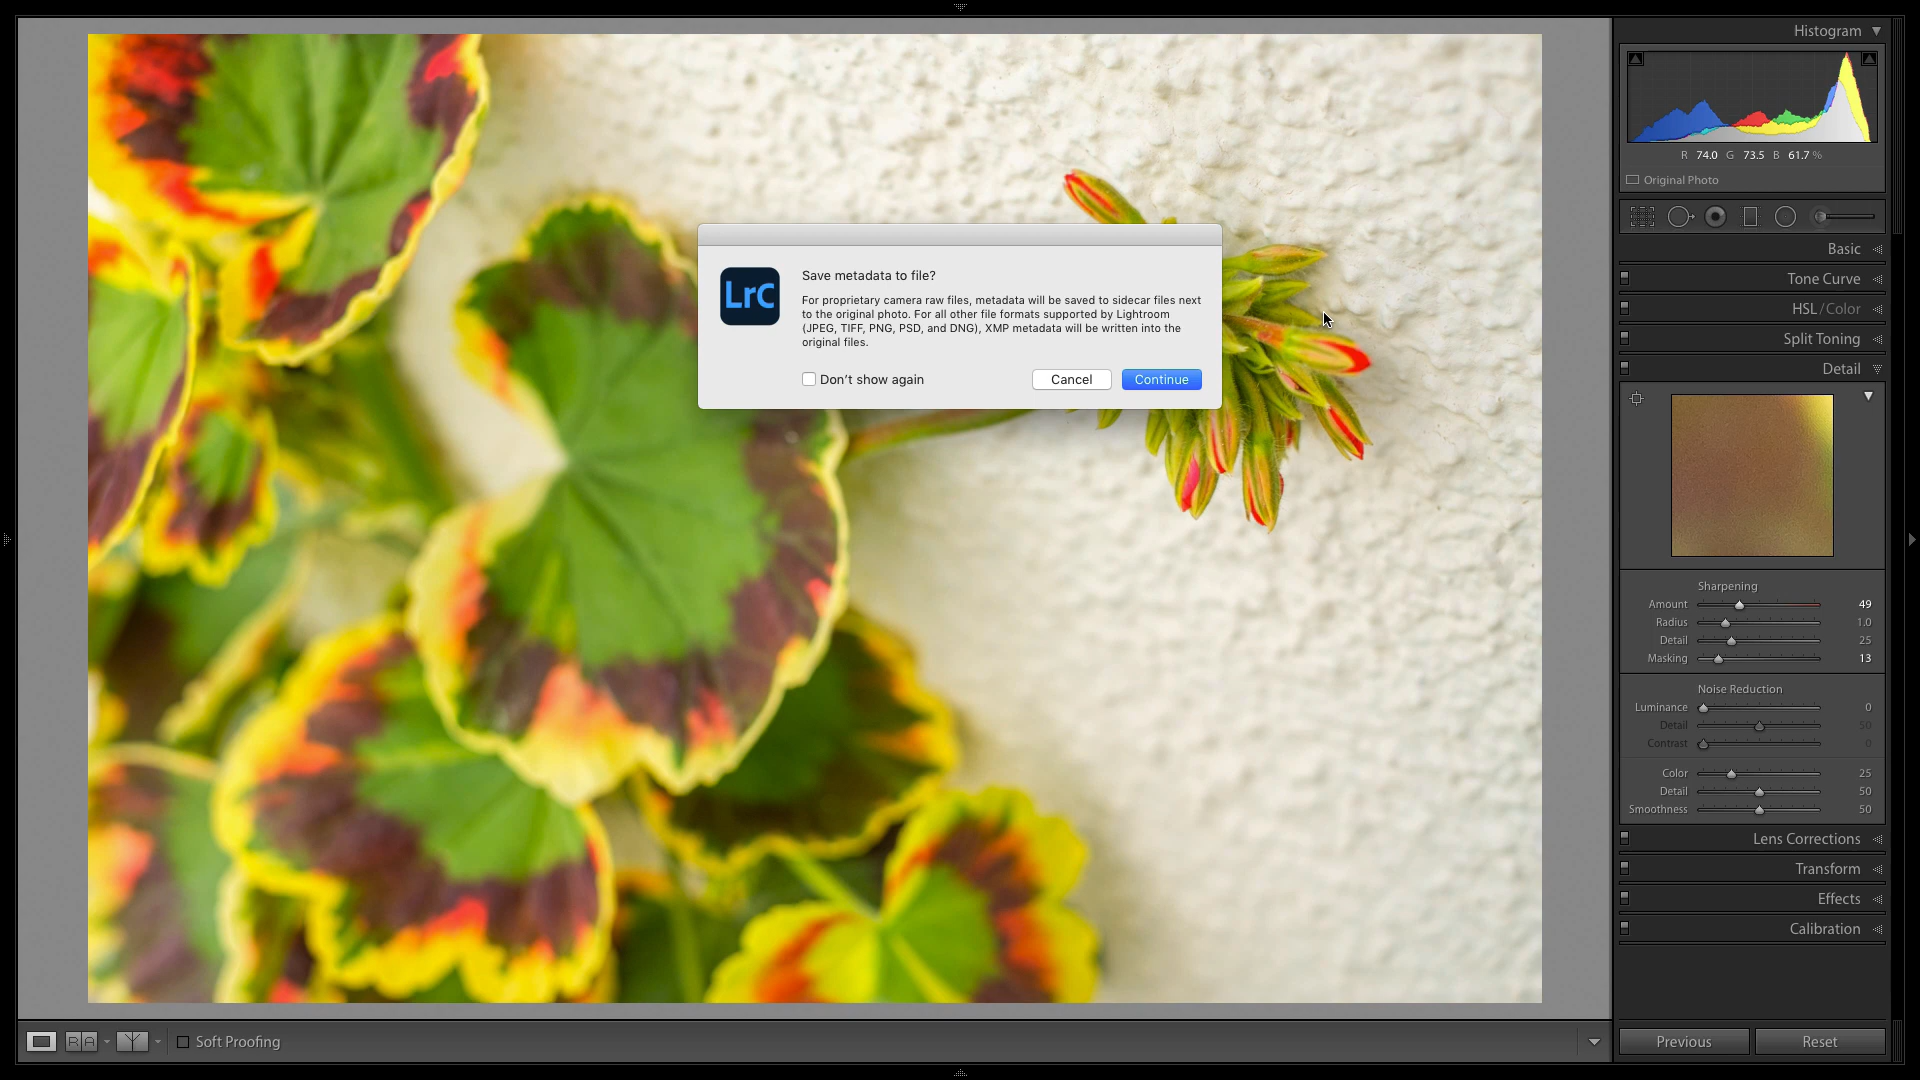 Histogram
R 74.0 G 73.5 B 61.7 %
Original Photo
Basic
Tone Curve
HSL / Color
Split Toning
Detail
LrC
Save metadata to file?
For proprietary camera raw files, metadata will be saved to sidecar files next
to the original photo. For all other file formats supported by Lightroom
(JPEG, TIFF, PNG, PSD, and DNG), XMP metadata will be written into the
original files.
Don't show again
Cancel
Continue
Sharpening
Amount 49
Radius 1.0
Detail 25
Masking 13
Noise Reduction
Luminance 0
Detail 50
Contrast 0
Color 25
Detail 50
Smoothness 50
Lens Corrections
Transform
Effects
Calibration
R A
Y
Soft Proofing
Previous
Reset